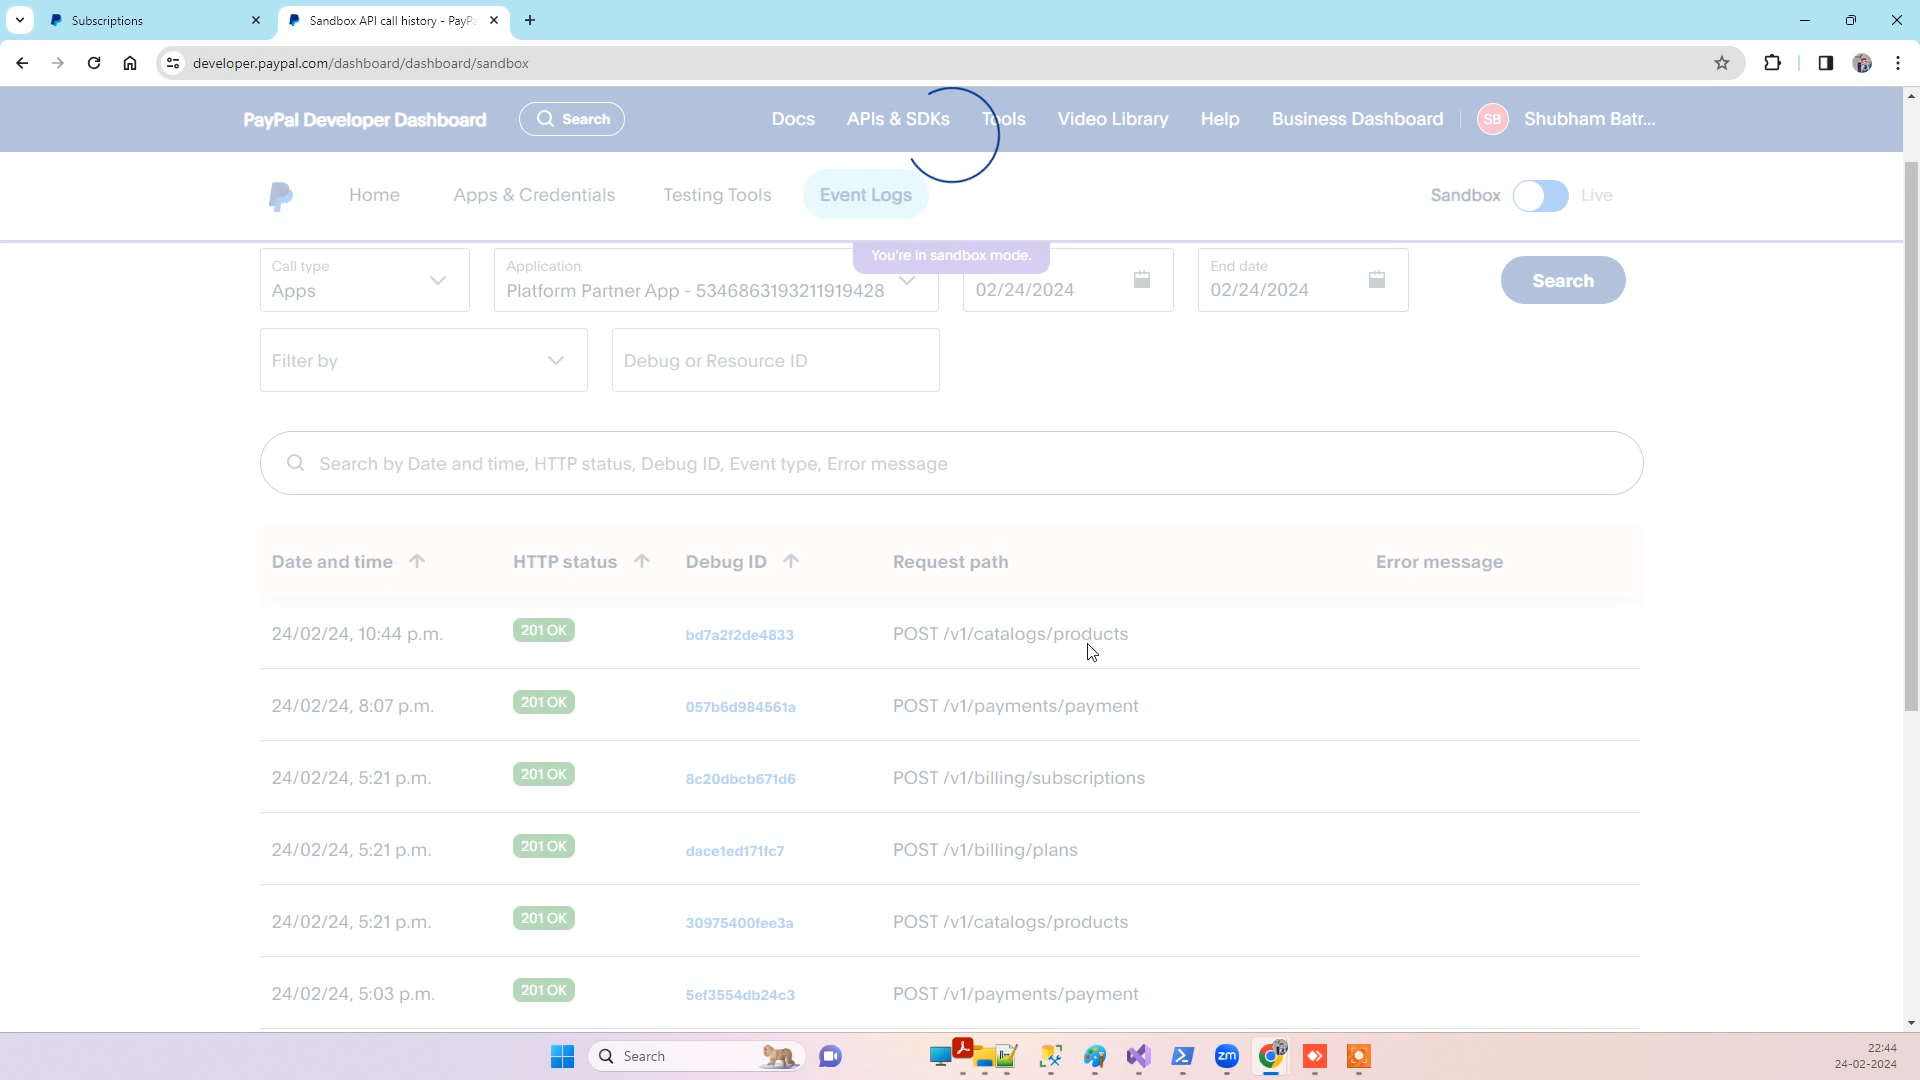 Subscriptions
Sandbox API call history - PayPa
developer.paypal.com/dashboard/dashboard/sandbox
PayPal Developer Dashboard
Search
Docs
APIs & SDKs
Tools
Video Library
Help
Business Dashboard
SB
Shubham Batr...
Home
Apps & Credentials
Testing Tools
Event Logs
Sandbox
Live
You're in sandbox mode.
Call type
Apps
Application
Platform Partner App - 5346863193211919428
02/24/2024
End date
02/24/2024
Search
Filter by
Debug or Resource ID
Search by Date and time, HTTP status, Debug ID, Event type, Error message
Date and time
HTTP status
Debug ID
Request path
Error message
24/02/24, 10:44 p.m.
201 OK
bd7a2f2de4833
POST /v1/catalogs/products
24/02/24, 8:07 p.m.
201 OK
057b6d984561a
POST /v1/payments/payment
24/02/24, 5:21 p.m.
201 OK
8c20dbcb671d6
POST /v1/billing/subscriptions
24/02/24, 5:21 p.m.
201 OK
dace1ed171fc7
POST /v1/billing/plans
24/02/24, 5:21 p.m.
201 OK
30975400fee3a
POST /v1/catalogs/products
24/02/24, 5:03 p.m.
201 OK
5ef3554db24c3
POST /v1/payments/payment
Search
zm
22:44
24-02-2024